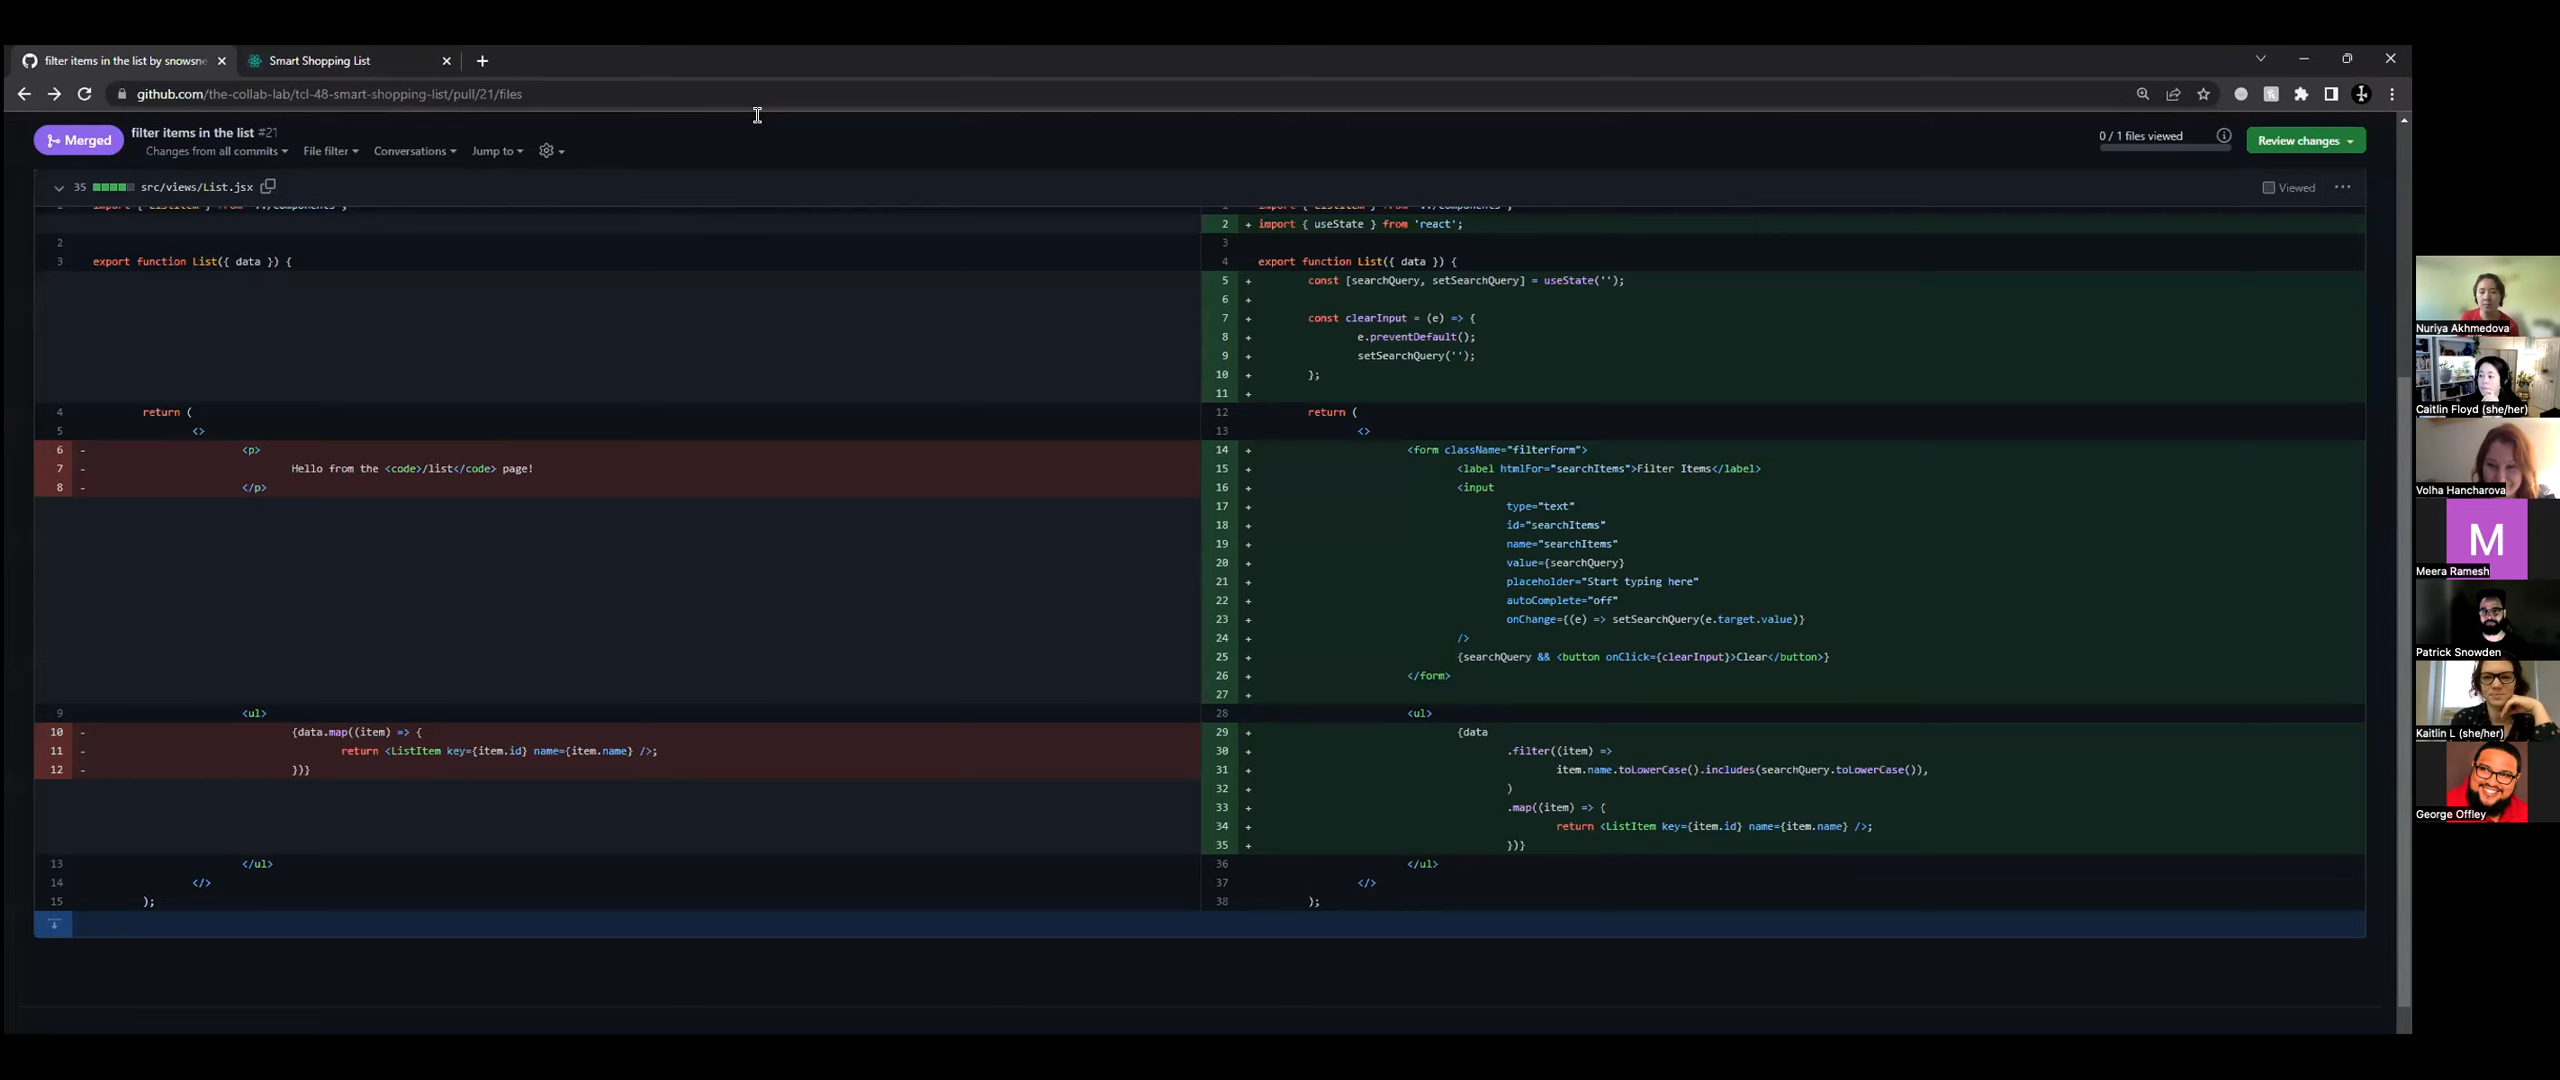 filter items in the list by snowsne
Smart Shopping List
github.com/the-collab-lab/tcl-48-smart-shopping-list/pull/21/files
Merged
filter items in the list #21
Changes from all commits
File filter
Conversations
Jump to
0 / 1 files viewed
Review changes
35
src/views/List.jsx
Viewed
1 import { ListItem } from '../components';
2
3 export function List({ data }) {
4 return (
5 <>
6 - <p>
7 - Hello from the <code>/list</code> page!
8 - </p>
9 <ul>
10 - {data.map((item) => {
11 - return <ListItem key={item.id} name={item.name} />;
12 - })}
13 </ul>
14 </>
15 );
1 import { ListItem } from '../components';
2 + import { useState } from 'react';
3
4 export function List({ data }) {
5 + const [searchQuery, setSearchQuery] = useState('');
6 +
7 + const clearInput = (e) => {
8 + e.preventDefault();
9 + setSearchQuery('');
10 + };
11 +
12 return (
13 <>
14 + <form className="filterForm">
15 + <label htmlFor="searchItems">Filter Items</label>
16 + <input
17 + type="text"
18 + id="searchItems"
19 + name="searchItems"
20 + value={searchQuery}
21 + placeholder="Start typing here"
22 + autoComplete="off"
23 + onChange={(e) => setSearchQuery(e.target.value)}
24 + />
25 + {searchQuery && <button onClick={clearInput}>Clear</button>}
26 + </form>
27 +
28 <ul>
29 + {data
30 + .filter((item) =>
31 + item.name.toLowerCase().includes(searchQuery.toLowerCase()),
32 + )
33 + .map((item) => {
34 + return <ListItem key={item.id} name={item.name} />;
35 + })}
36 </ul>
37 </>
38 );
Nuriya Akhmedova
Caitlin Floyd (she/her)
Volha Hancharova
M
Meera Ramesh
Patrick Snowden
Kaitlin L (she/her)
George Offley